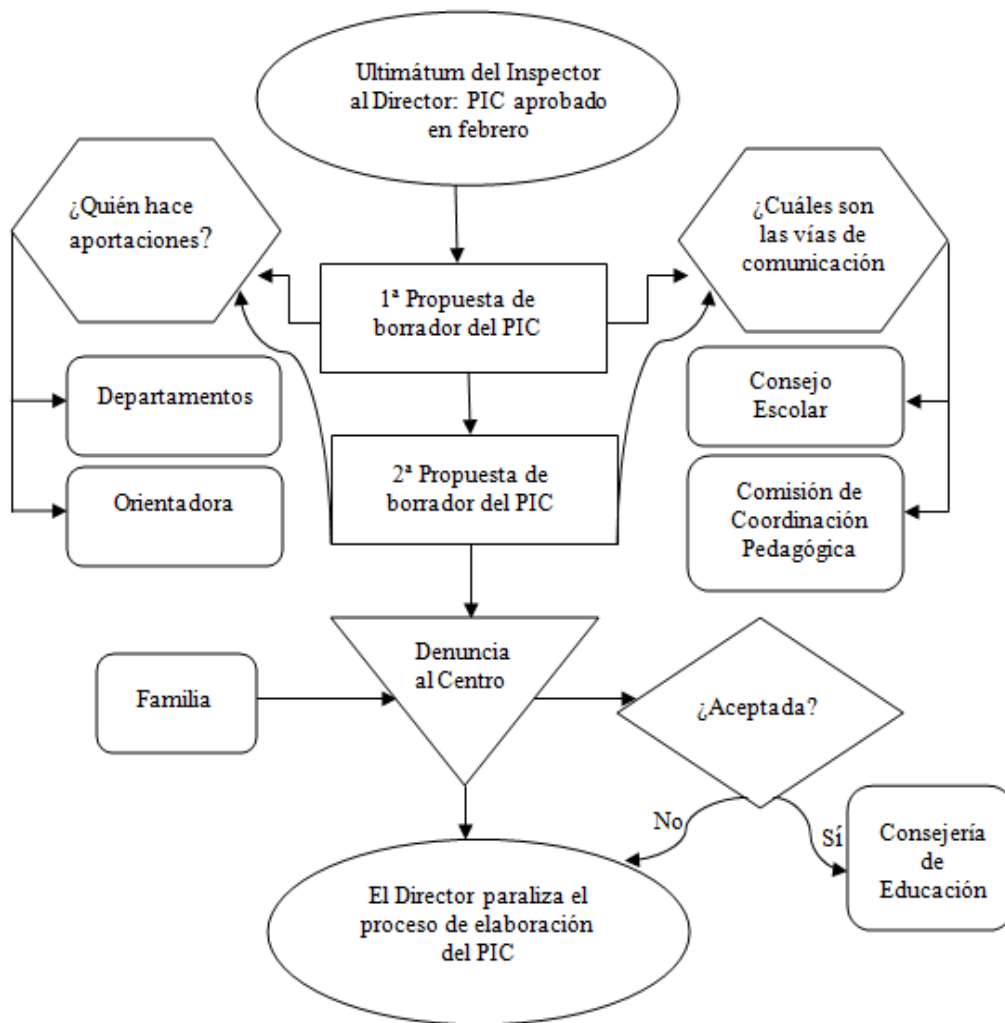 Ultimátum del Inspector
al Director: PIC aprobado
en febrero
¿Quién hace
aportaciones?
¿Cuáles son
las vías de
comunicación
1ª Propuesta de
borrador del PIC
Departamentos
Consejo
Escolar
2ª Propuesta de
borrador del PIC
Orientadora
Comisión de
Coordinación
Pedagógica
Denuncia
al Centro
Familia
¿Aceptada?
No
Sí
Consejería
de
Educación
El Director paraliza el
proceso de elaboración
del PIC